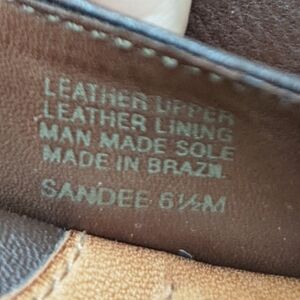 LEATHER UPPER
LEATHER LINING
MAN MADE SOLE
MADE IN BRAZIL
SANDEE 6½M